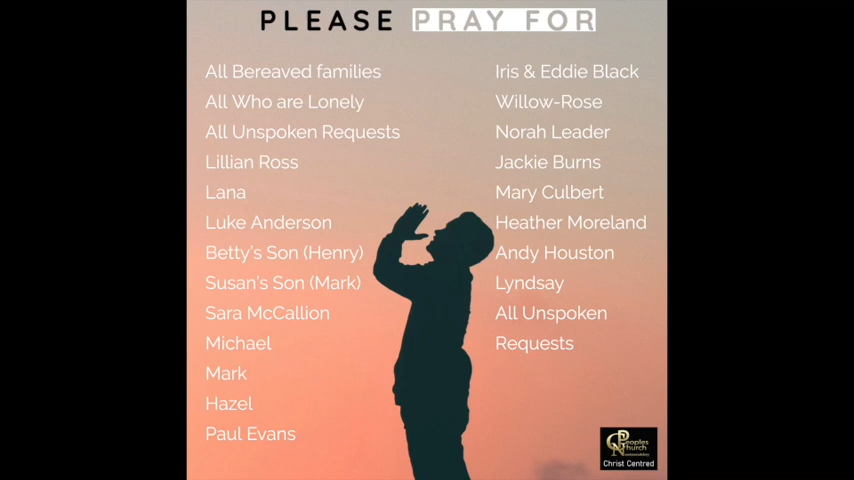 PLEASE PRAY FOR
All Bereaved families
All Who are Lonely
All Unspoken Requests
Lillian Ross
Lana
Luke Anderson
Betty's Son (Henry)
Susan's Son (Mark)
Sara McCallion
Michael
Mark
Hazel
Paul Evans
Iris & Eddie Black
Willow-Rose
Norah Leader
Jackie Burns
Mary Culbert
Heather Moreland
Andy Houston
Lyndsay
All Unspoken
Requests
Peoples
Church
Christ Centred